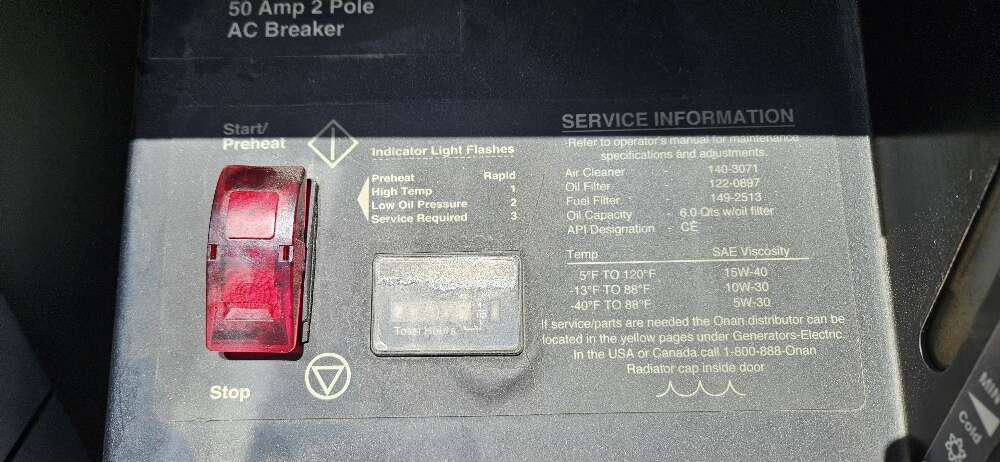 50 Amp 2 Pole
AC Breaker
Start/
Preheat
Indicator Light Flashes
Preheat Rapid
High Temp 1
Low Oil Pressure 2
Service Required 3
Total Hours
Stop
SERVICE INFORMATION
Refer to operator's manual for maintenance
specifications and adjustments.
Air Cleaner - 140-3071
Oil Filter - 122-0897
Fuel Filter - 149-2513
Oil Capacity 6.0 Qts w/oil filter
API Designation - CE
Temp SAE Viscosity
5°F TO 120°F 15W-40
-13°F TO 88°F 10W-30
-40°F TO 88°F 5W-30
If service/parts are needed the Onan distributor can be
located in the yellow pages under Generators-Electric.
In the USA or Canada call 1-800-888-Onan
Radiator cap inside door
MIN
Cold